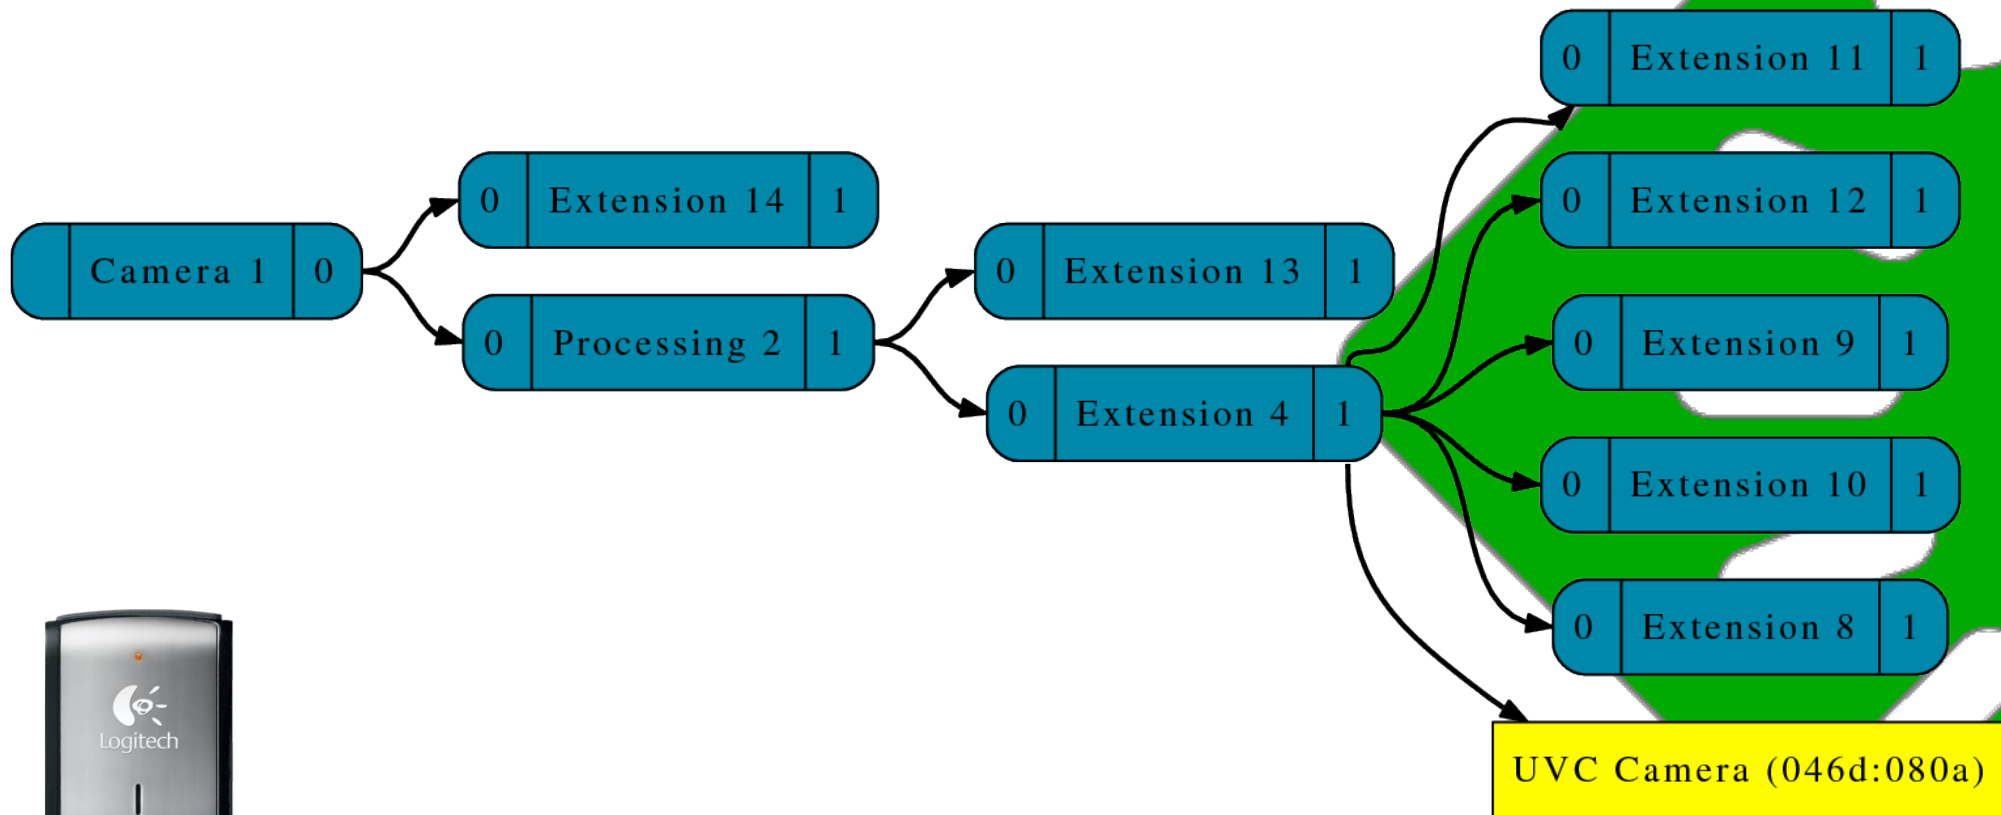 0 Extension 11 1
0 Extension 14 1
0 Extension 12 1
Camera 1 0
0 Extension 13 1
0 Processing 2 1
0 Extension 9 1
0 Extension 4 1
0 Extension 10 1
0 Extension 8 1
Logitech
UVC Camera (046d:080a)